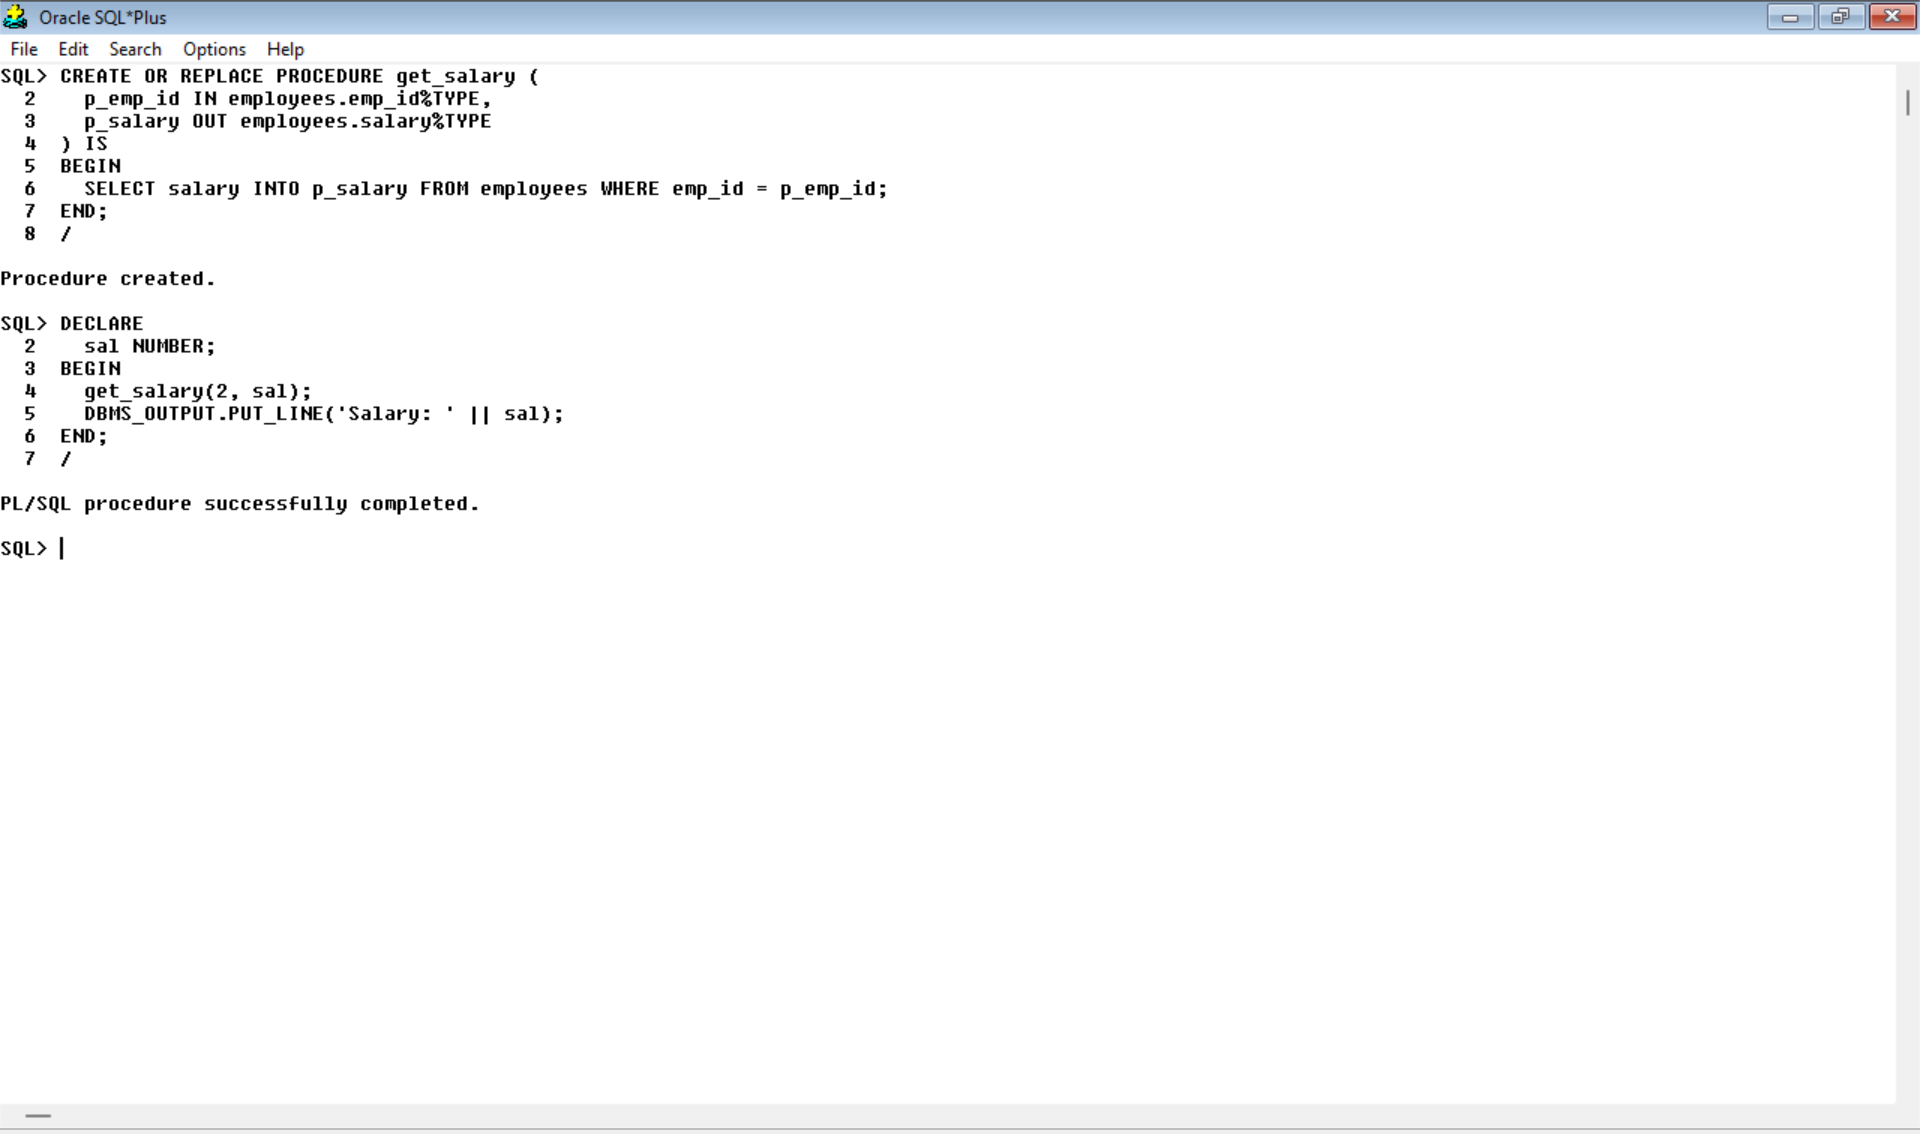 Oracle SQL*Plus
File Edit Search Options Help
SQL> CREATE OR REPLACE PROCEDURE get_salary (
  2    p_emp_id IN employees.emp_id%TYPE,
  3    p_salary OUT employees.salary%TYPE
  4  ) IS
  5  BEGIN
  6    SELECT salary INTO p_salary FROM employees WHERE emp_id = p_emp_id;
  7  END;
  8  /
Procedure created.
SQL> DECLARE
  2    sal NUMBER;
  3  BEGIN
  4    get_salary(2, sal);
  5    DBMS_OUTPUT.PUT_LINE('Salary: ' || sal);
  6  END;
  7  /
PL/SQL procedure successfully completed.
SQL>